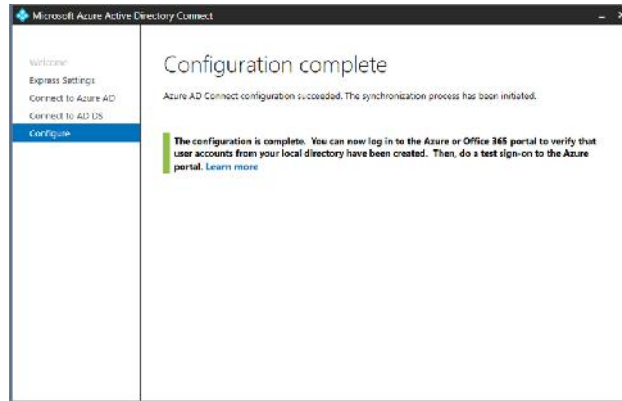 Microsoft Azure Active Directory Connect
Welcome
Express Settings
Connect to Azure AD
Connect to AD DS
Configure
Configuration complete
Azure AD Connect configuration succeeded. The synchronization process has been initiated.
The configuration is complete. You can now log in to the Azure or Office 365 portal to verify that
user accounts from your local directory have been created. Then, do a test sign-on to the Azure
portal. Learn more